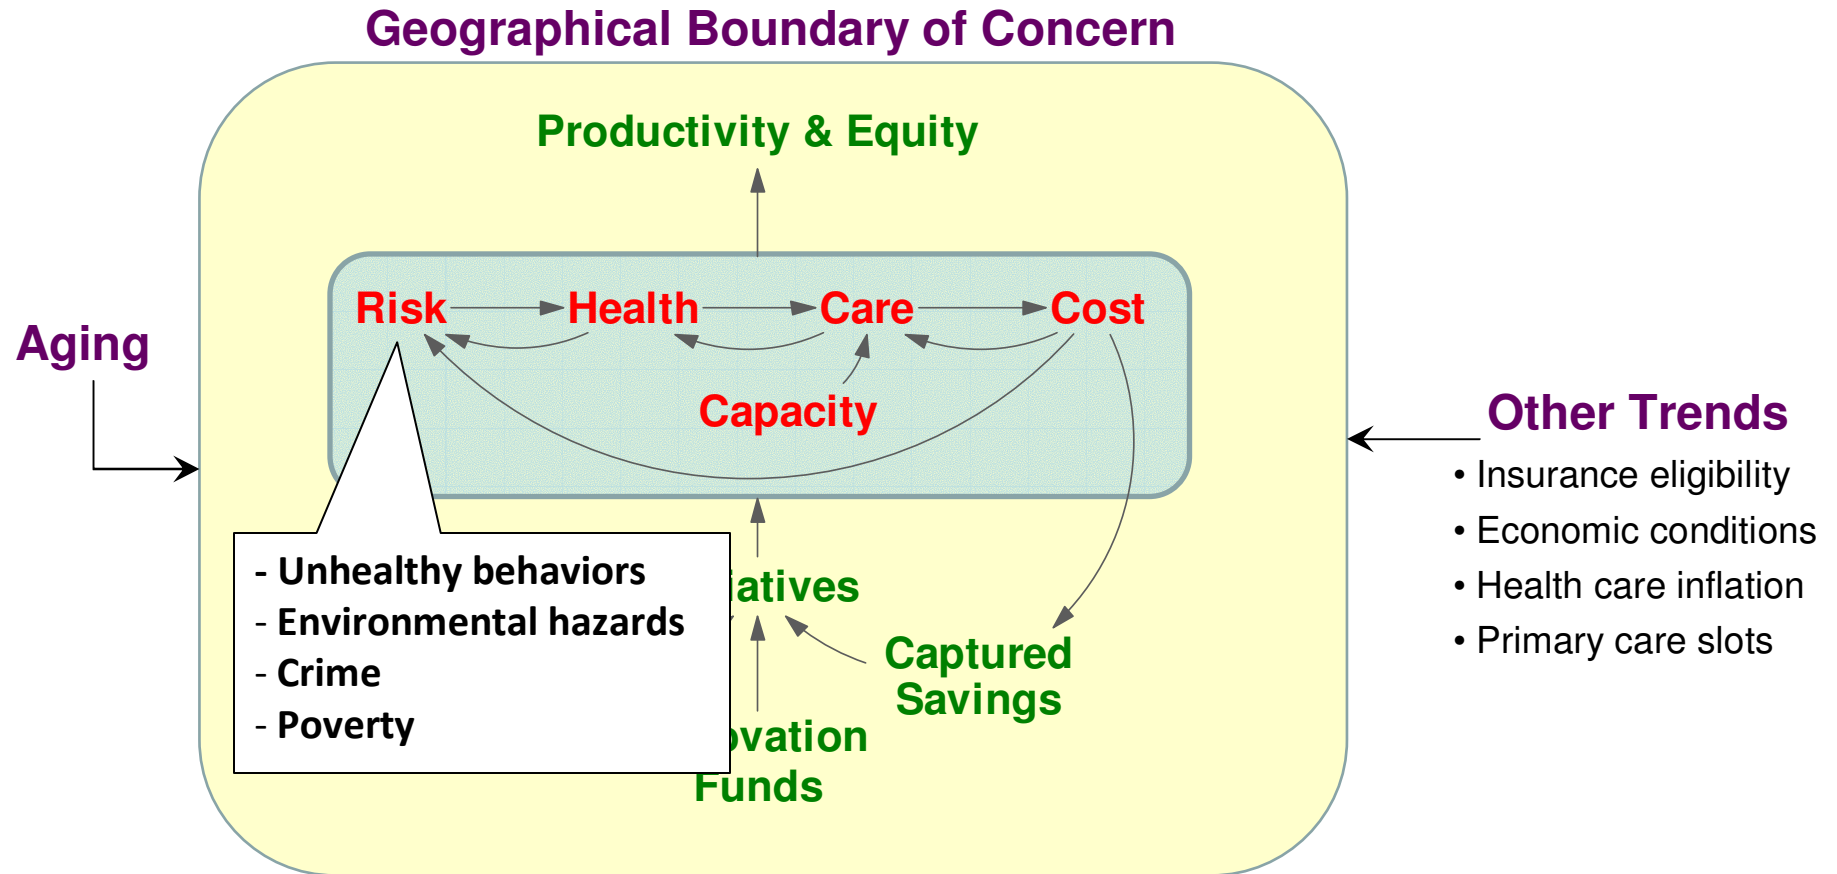 Geographical Boundary of Concern
Productivity & Equity
Risk
Health
Care
Cost
Capacity
Aging
Other Trends
• Insurance eligibility
• Economic conditions
• Health care inflation
• Primary care slots
- Unhealthy behaviors
- Environmental hazards
- Crime
- Poverty
iatives
Captured
Savings
ovation
Funds